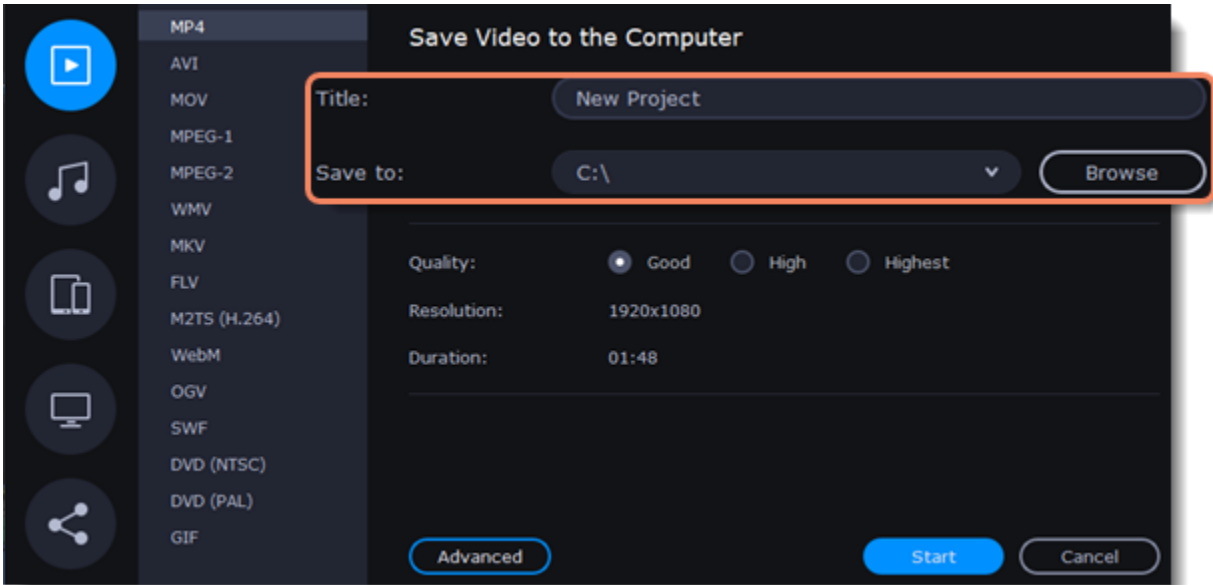 MP4
AVI
MOV
MPEG-1
MPEG-2
WMV
MKV
FLV
M2TS (H.264)
WebM
OGV
SWF
DVD (NTSC)
DVD (PAL)
GIF
Save Video to the Computer
Title: New Project
Save to: C:\ Browse
Quality: Good High Highest
Resolution: 1920x1080
Duration: 01:48
Advanced Start Cancel